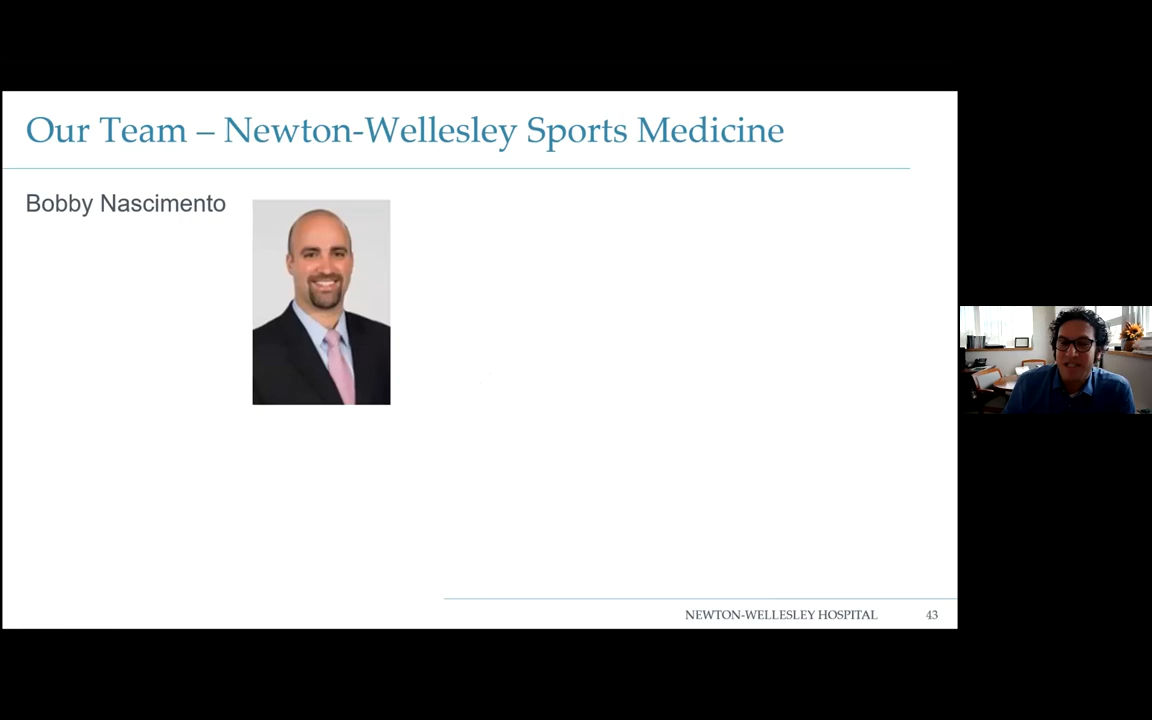 Our Team – Newton-Wellesley Sports Medicine
Bobby Nascimento
NEWTON-WELLESLEY HOSPITAL 43